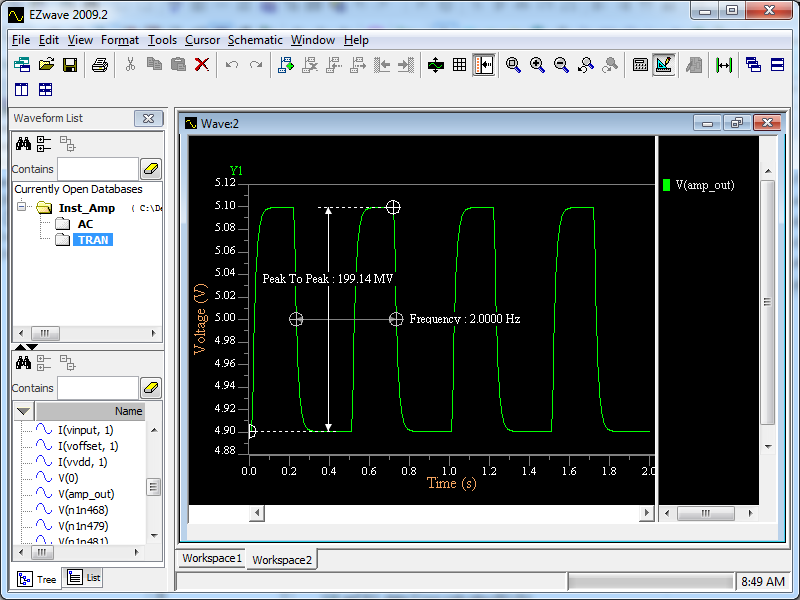 EZwave 2009.2
File Edit View Format Tools Cursor Schematic Window Help
Waveform List
Contains
Currently Open Databases
Inst_Amp ( C:\De
AC
TRAN
Contains
Name
I(vinput, 1)
I(voffset, 1)
I(vvdd, 1)
V(0)
V(amp_out)
V(n1n468)
V(n1n479)
V(n1n481)
Tree List
Wave:2
Y1
5.12
5.10
5.08
5.06
5.04
5.02
5.00
4.98
4.96
4.94
4.92
4.90
4.88
Voltage (V)
Peak To Peak : 199.14 MV
Frequency : 2.0000 Hz
0.0 0.2 0.4 0.6 0.8 1.0 1.2 1.4 1.6 1.8 2.0
Time (s)
V(amp_out)
Workspace1 Workspace2
8:49 AM